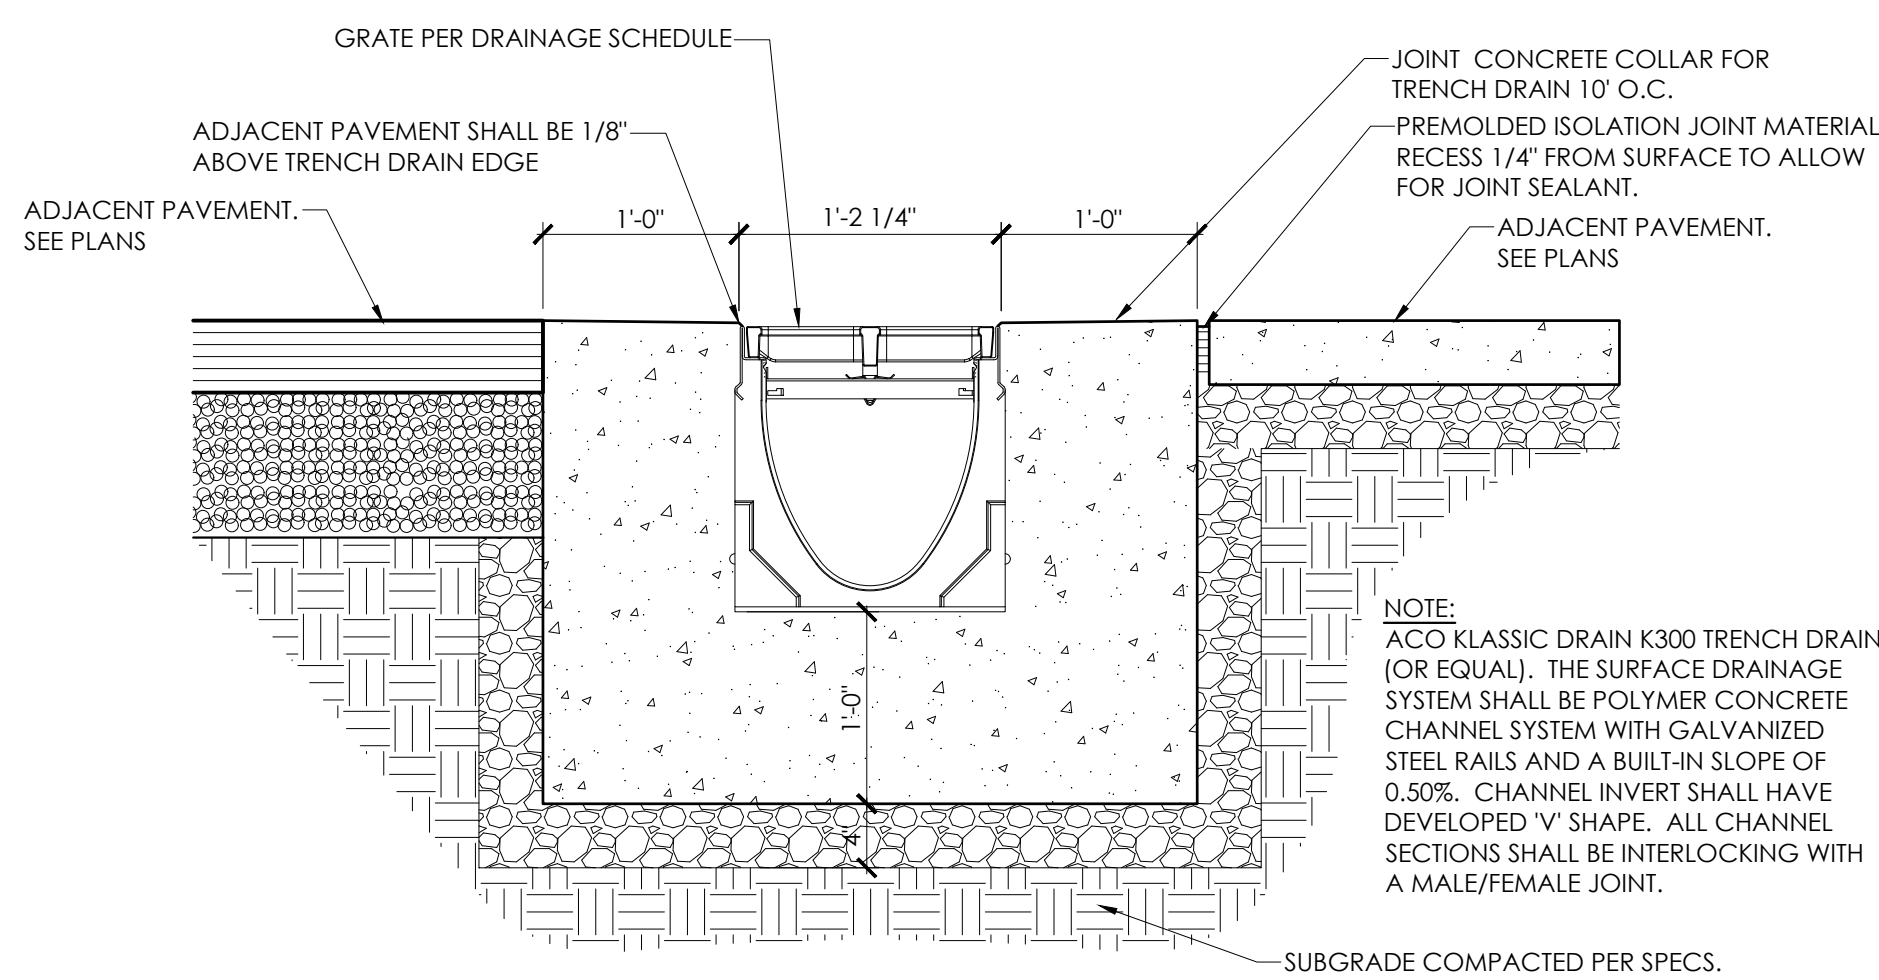 GRATE PER DRAINAGE SCHEDULE
JOINT CONCRETE COLLAR FOR
TRENCH DRAIN 10' O.C.
ADJACENT PAVEMENT SHALL BE 1/8"
ABOVE TRENCH DRAIN EDGE
PREMOLDED ISOLATION JOINT MATERIAL
RECESS 1/4" FROM SURFACE TO ALLOW
FOR JOINT SEALANT.
ADJACENT PAVEMENT.
SEE PLANS
1'-0"
1'-2 1/4"
1'-0"
ADJACENT PAVEMENT.
SEE PLANS
1'-0"
4"
NOTE:
ACO KLASSIC DRAIN K300 TRENCH DRAIN
(OR EQUAL). THE SURFACE DRAINAGE
SYSTEM SHALL BE POLYMER CONCRETE
CHANNEL SYSTEM WITH GALVANIZED
STEEL RAILS AND A BUILT-IN SLOPE OF
0.50%. CHANNEL INVERT SHALL HAVE
DEVELOPED 'V' SHAPE. ALL CHANNEL
SECTIONS SHALL BE INTERLOCKING WITH
A MALE/FEMALE JOINT.
SUBGRADE COMPACTED PER SPECS.